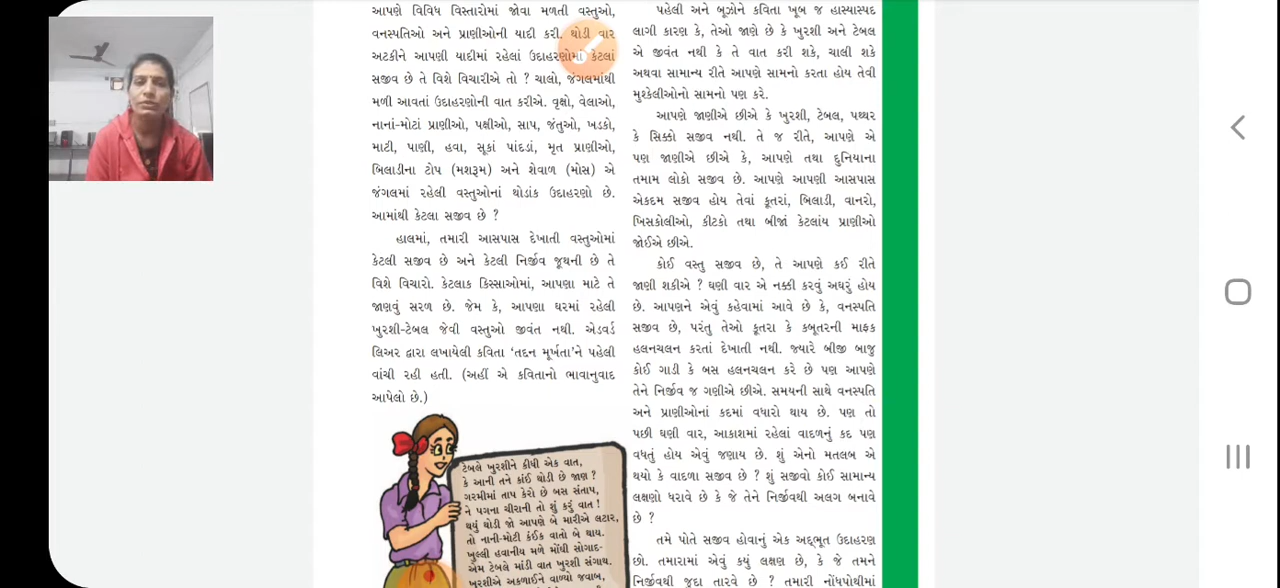 આપણે વિવિધ વિસ્તારોમાં જોવા મળતી વસ્તુઓ,
વનસ્પતિઓ અને પ્રાણીઓની યાદી કરી. થોડી વાર
અટકીને આપણી યાદીમાં રહેલાં ઉદાહરણોમાં કેટલાં
સજીવ છે તે વિશે વિચારીએ તો ? ચાલો, જંગલમાંથી
મળી આવતાં ઉદાહરણોની વાત કરીએ. વૃક્ષો, વેલાઓ,
નાનાં-મોટાં પ્રાણીઓ, પક્ષીઓ, સાપ, જંતુઓ, ખડકો,
માટી, પાણી, હવા, સૂકાં પાંદડાં, મૃત પ્રાણીઓ,
બિલાડીના ટોપ (મશરૂમ) અને શેવાળ (મોસ) એ
જંગલમાં રહેલી વસ્તુઓનાં થોડાંક ઉદાહરણો છે.
આમાંથી કેટલા સજીવ છે ?
હાલમાં, તમારી આસપાસ દેખાતી વસ્તુઓમાં
કેટલી સજીવ છે અને કેટલી નિર્જીવ જૂથની છે તે
વિશે વિચારો. કેટલાક કિસ્સાઓમાં, આપણા માટે તે
જાણવું સરળ છે. જેમ કે, આપણા ઘરમાં રહેલી
ખુરશી-ટેબલ જેવી વસ્તુઓ જીવંત નથી. એડવર્ડ
લિઅર દ્વારા લખાયેલી કવિતા ‘તદન મૂર્ખતા’ને પહેલી
વાંચી રહી હતી. (અહીં એ કવિતાનો ભાવાનુવાદ
આપેલો છે.)
ટેબલે ખુરશીને કીધી એક વાત,
કે આની તને કાંઈ થોડી છે જાણ ?
ગરમીમાં તાપ કેરો છે બસ સંતાપ,
ને પગના ચીરાની તો શું કરું વાત !
થયું થોડી જો આપણે બે મારીએ લટાર,
તો નાની-મોટી કંઈક વાતો બે થાય.
ખુલ્લી હવાનીય મળે મોંઘી સોગાદ-
એમ ટેબલે માંડી વાત ખુરશી સંગાથ.
ખુરશીએ અકળાઈને વાળ્યો જવાબ,
પહેલી અને બૂઝોને કવિતા ખૂબ જ હાસ્યાસ્પદ
લાગી કારણ કે, તેઓ જાણે છે કે ખુરશી અને ટેબલ
એ જીવંત નથી કે તે વાત કરી શકે, ચાલી શકે
અથવા સામાન્ય રીતે આપણે સામનો કરતા હોય તેવી
મુશ્કેલીઓનો સામનો પણ કરે.
આપણે જાણીએ છીએ કે ખુરશી, ટેબલ, પથ્થર
કે સિક્કો સજીવ નથી. તે જ રીતે, આપણે એ
પણ જાણીએ છીએ કે, આપણે તથા દુનિયાના
તમામ લોકો સજીવ છે. આપણે આપણી આસપાસ
એકદમ સજીવ હોય તેવાં કૂતરાં, બિલાડી, વાનરો,
ખિસકોલીઓ, કીટકો તથા બીજાં કેટલાંય પ્રાણીઓ
જોઈએ છીએ.
કોઈ વસ્તુ સજીવ છે, તે આપણે કઈ રીતે
જાણી શકીએ ? ઘણી વાર એ નક્કી કરવું અઘરું હોય
છે. આપણને એવું કહેવામાં આવે છે કે, વનસ્પતિ
સજીવ છે, પરંતુ તેઓ કૂતરા કે કબૂતરની માફક
હલનચલન કરતાં દેખાતી નથી. જ્યારે બીજી બાજુ
કોઈ ગાડી કે બસ હલનચલન કરે છે પણ આપણે
તેને નિર્જીવ જ ગણીએ છીએ. સમયની સાથે વનસ્પતિ
અને પ્રાણીઓનાં કદમાં વધારો થાય છે. પણ તો
પછી ઘણી વાર, આકાશમાં રહેલાં વાદળનું કદ પણ
વધતું હોય એવું જણાય છે. શું એનો મતલબ એ
થયો કે વાદળા સજીવ છે ? શું સજીવો કોઈ સામાન્ય
લક્ષણો ધરાવે છે કે જે તેને નિર્જીવથી અલગ બનાવે
છે ?
તમે પોતે સજીવ હોવાનું એક અદ્ભૂત ઉદાહરણ
છો. તમારામાં એવું કયું લક્ષણ છે, કે જે તમને
નિર્જીવથી જુદા તારવે છે ? તમારી નોંધપોથીમાં